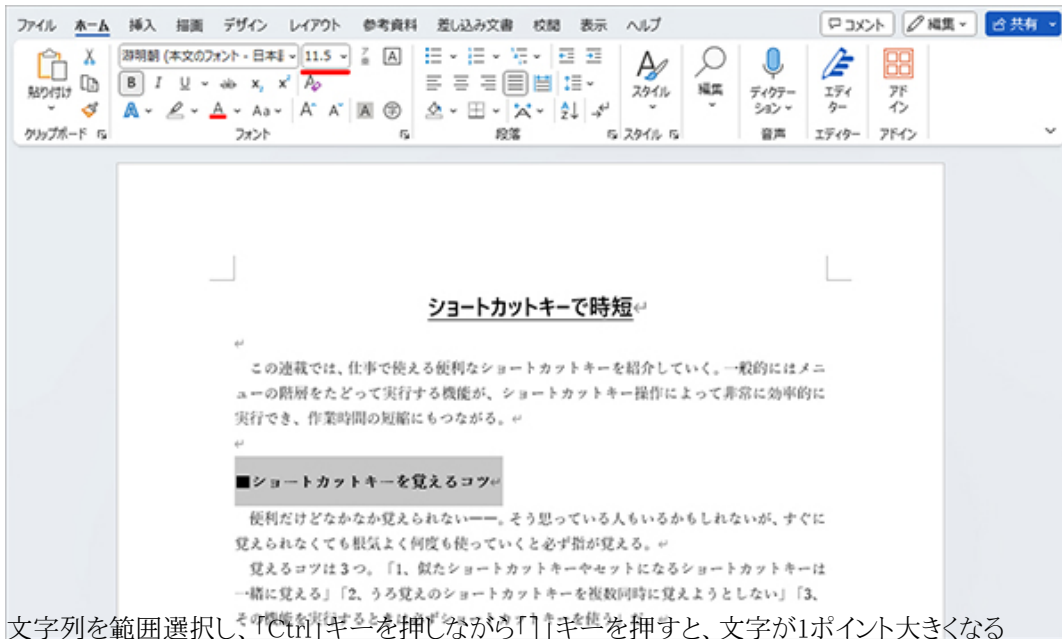 ファイル ホーム 挿入 描画 デザイン レイアウト 参考資料 差し込み文書 校閲 表示 ヘルプ コメント 編集 共有
游明朝 (本文のフォント - 日本語 11.5
貼り付け B I U ab x₂ x² A スタイル 編集 ディクテーション エディター アドイン
A A Aa A A A 字
クリップボード フォント 段落 スタイル 音声 エディター アドイン
ショートカットキーで時短↵
↵
この連載では、仕事で使える便利なショートカットキーを紹介していく。一般的にはメニ
ューの階層をたどって実行する機能が、ショートカットキー操作によって非常に効率的に
実行でき、作業時間の短縮にもつながる。↵
↵
■ショートカットキーを覚えるコツ↵
便利だけどなかなか覚えられない――。そう思っている人もいるかもしれないが、すぐに
覚えられなくても根気よく何度も使っていくと必ず指が覚える。↵
覚えるコツは3つ。「1、似たショートカットキーやセットになるショートカットキーは
一緒に覚える」「2、うろ覚えのショートカットキーを複数同時に覚えようとしない」「3、
文字列を範囲選択し、「Ctrl」キーを押しながら「]」キーを押すと、文字が1ポイント大きくなる